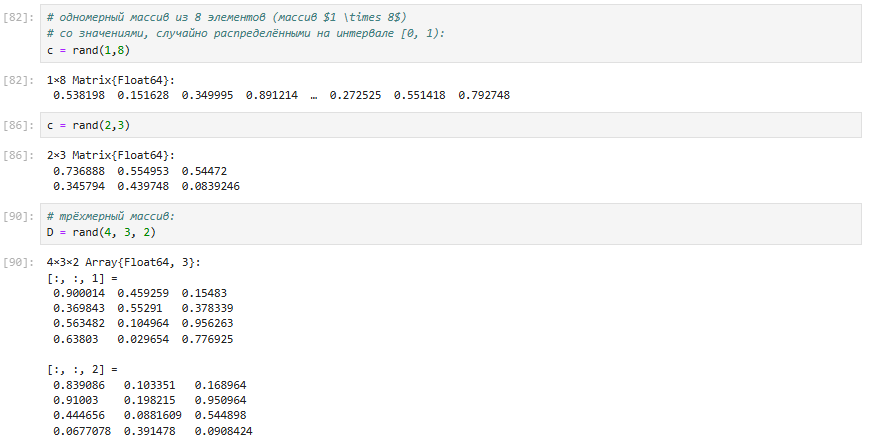 [82]: # одномерный массив из 8 элементов (массив $1 \times 8$)
# со значениями, случайно распределёнными на интервале [0, 1):
c = rand(1,8)
[82]: 1×8 Matrix{Float64}:
0.538198 0.151628 0.349995 0.891214 … 0.272525 0.551418 0.792748
[86]: c = rand(2,3)
[86]: 2×3 Matrix{Float64}:
0.736888 0.554953 0.54472
0.345794 0.439748 0.0839246
[90]: # трёхмерный массив:
D = rand(4, 3, 2)
[90]: 4×3×2 Array{Float64, 3}:
[:, :, 1] =
0.900014 0.459259 0.15483
0.369843 0.55291 0.378339
0.563482 0.104964 0.956263
0.63803 0.029654 0.776925
[:, :, 2] =
0.839086 0.103351 0.168964
0.91003 0.198215 0.950964
0.444656 0.0881609 0.544898
0.0677078 0.391478 0.0908424